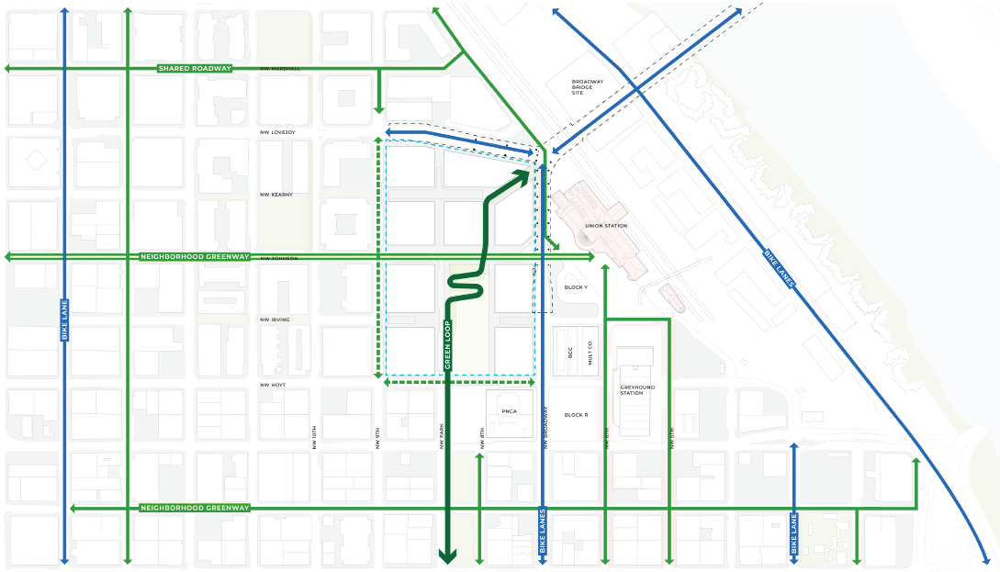 SHARED ROADWAY
NW MARSHALL
BROADWAY
BRIDGE
SITE
NW LOVEJOY
NW KEARNY
UNION STATION
NEIGHBORHOOD GREENWAY
NW JOHNSON
BIKE LANES
BLOCK Y
BIKE LANE
NW IRVING
GREEN LOOP
BCC
MULT CO.
NW HOYT
GREYHOUND
STATION
PNCA
BLOCK R
NW 10TH
NW 9TH
NW PARK
NW 8TH
NW BROADWAY
NW 6TH
NW 5TH
NEIGHBORHOOD GREENWAY
BIKE LANES
BIKE LANE